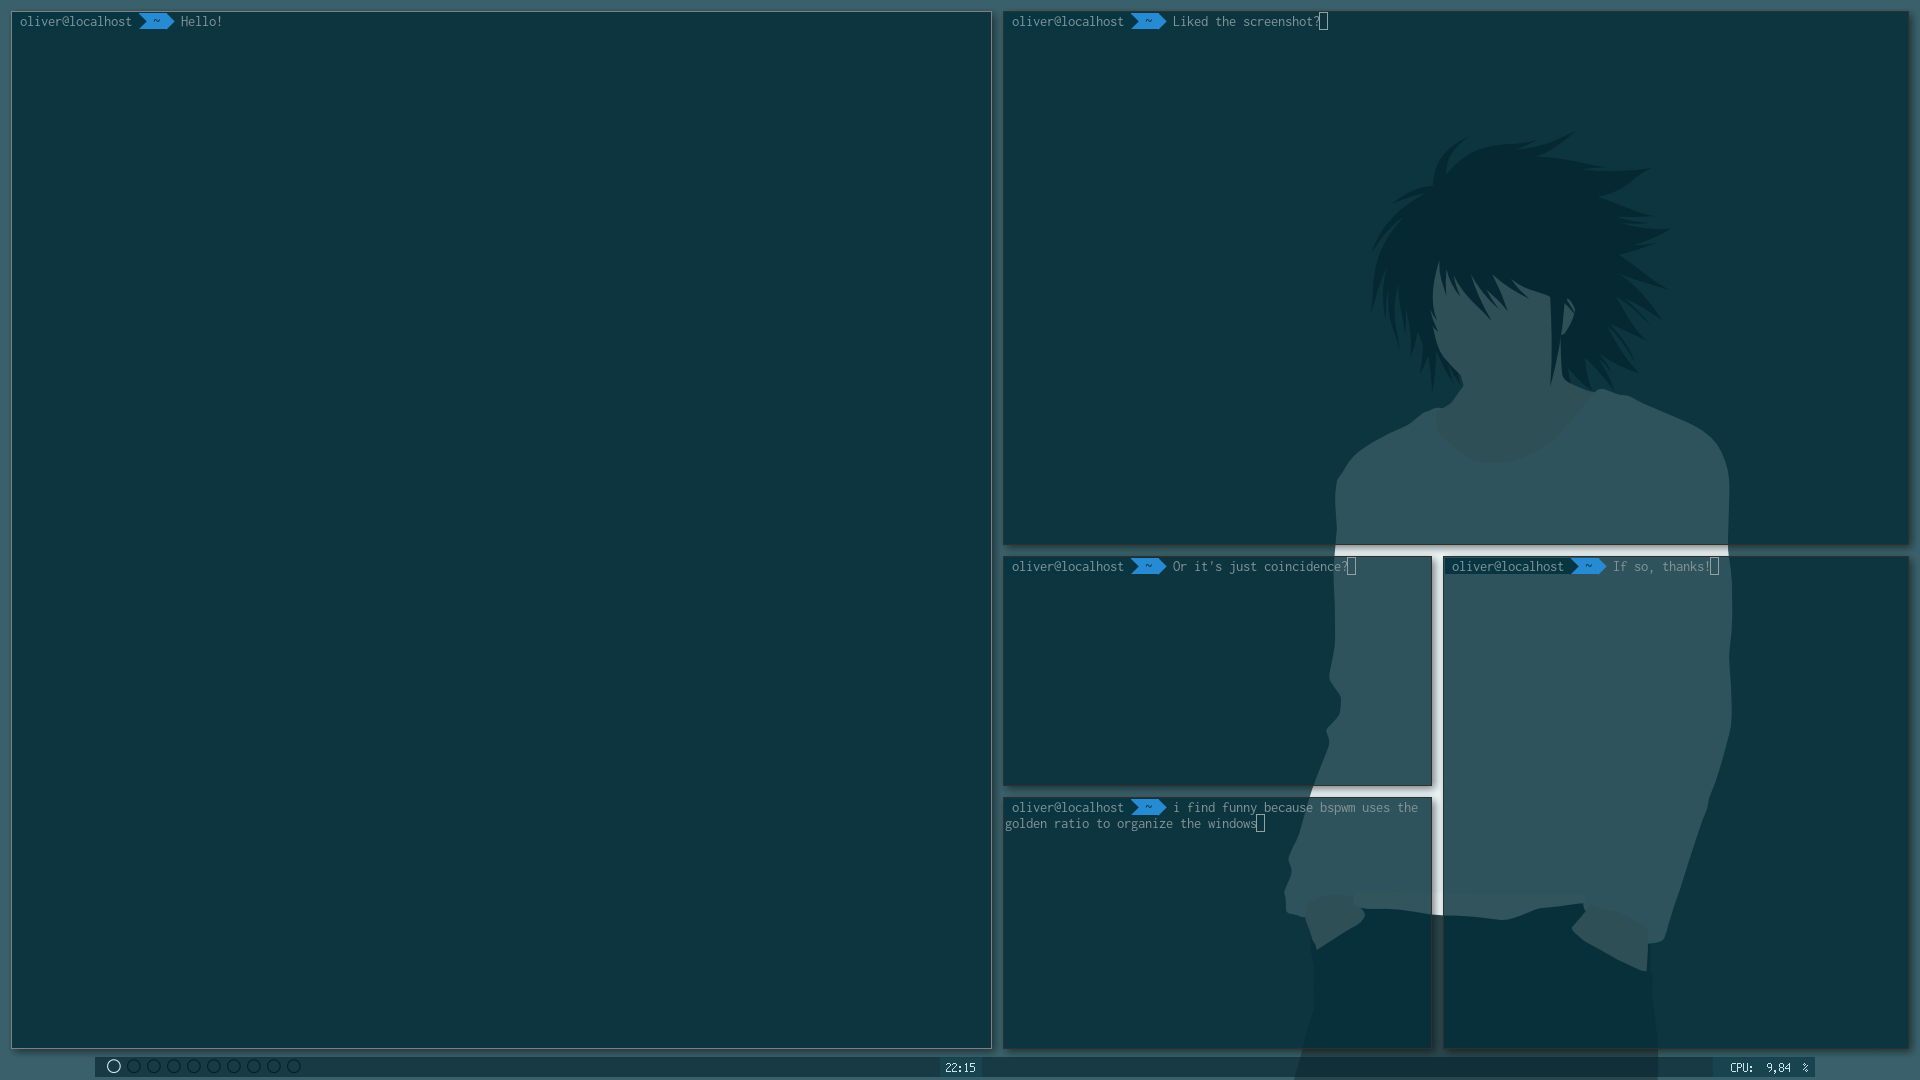 oliver@localhost ~ Hello!
oliver@localhost ~ Liked the screenshot?
oliver@localhost ~ Or it's just coincidence?
oliver@localhost ~ If so, thanks!
oliver@localhost ~ i find funny because bspwm uses the
golden ratio to organize the windows
22:15
CPU: 9,84 %